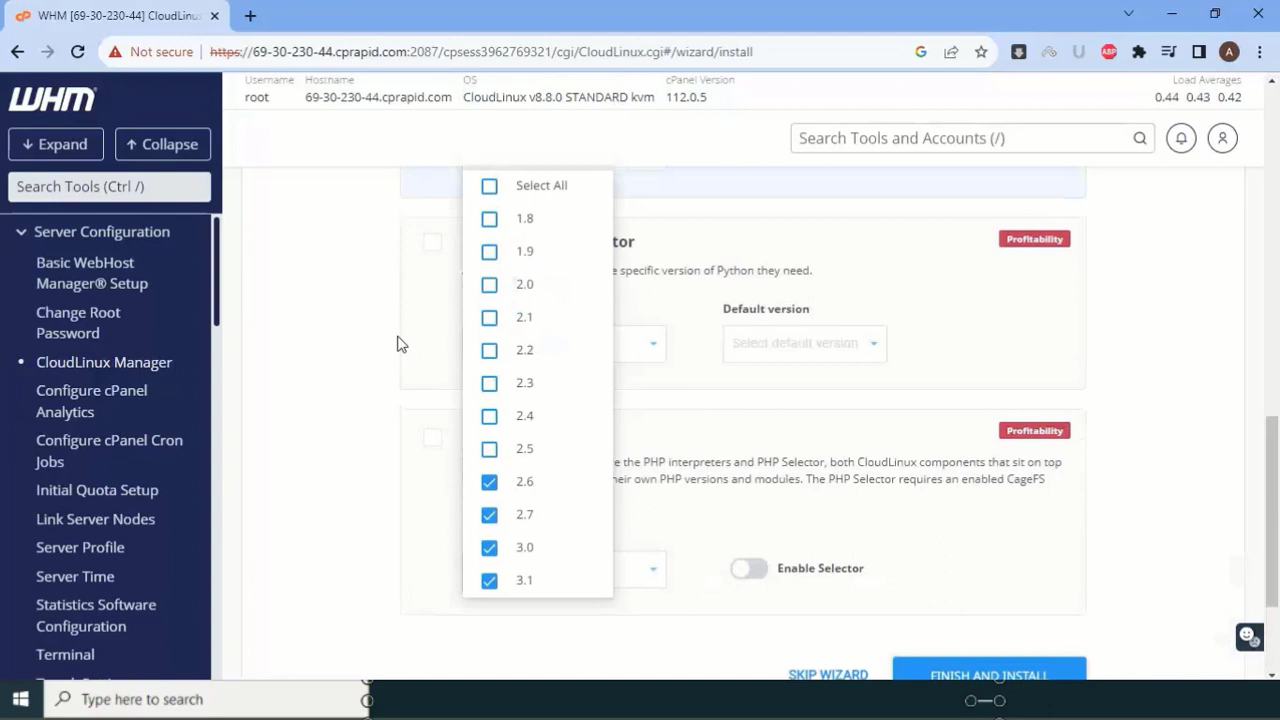 WHM [69-30-230-44] CloudLinux
Not secure
https://69-30-230-44.cprapid.com:2087/cpsess3962769321/cgi/CloudLinux.cgi#/wizard/install
ABP
A
WHM
Username
Hostname
OS
cPanel Version
Load Averages
root
69-30-230-44.cprapid.com
CloudLinux v8.8.0 STANDARD kvm
112.0.5
0.44 0.43 0.42
Expand
Collapse
Search Tools and Accounts (/)
Search Tools (Ctrl /)
Server Configuration
Basic WebHost
Manager® Setup
Change Root
Password
CloudLinux Manager
Configure cPanel
Analytics
Configure cPanel Cron
Jobs
Initial Quota Setup
Link Server Nodes
Server Profile
Server Time
Statistics Software
Configuration
Terminal
Select All
1.8
1.9
2.0
2.1
2.2
2.3
2.4
2.5
2.6
2.7
3.0
3.1
tor
Profitability
specific version of Python they need.
Default version
Select default version
Profitability
the PHP interpreters and PHP Selector, both CloudLinux components that sit on top
their own PHP versions and modules. The PHP Selector requires an enabled CageFS
Enable Selector
SKIP WIZARD
FINISH AND INSTALL
Type here to search